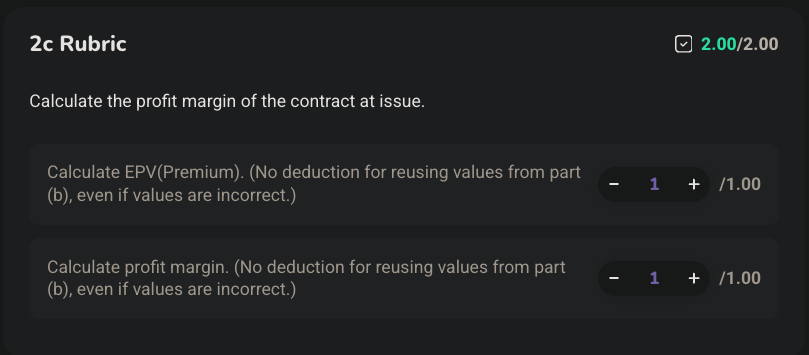 2c Rubric
2.00/2.00
Calculate the profit margin of the contract at issue.
Calculate EPV(Premium). (No deduction for reusing values from part
(b), even if values are incorrect.)
− 1 + /1.00
Calculate profit margin. (No deduction for reusing values from part
(b), even if values are incorrect.)
− 1 + /1.00